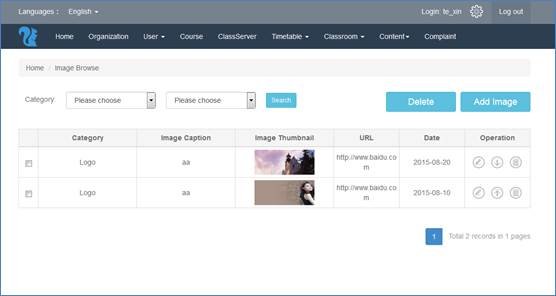 Languages : English Login: te_xin Log out
Home Organization User Course ClassServer Timetable Classroom Content Complaint
Home / Image Browse
Category: Please choose Please choose Search Delete Add Image
Category Image Caption Image Thumbnail URL Date Operation
Logo aa http://www.baidu.co
m 2015-08-20
Logo aa http://www.baidu.co
m 2015-08-10
1 Total 2 records in 1 pages